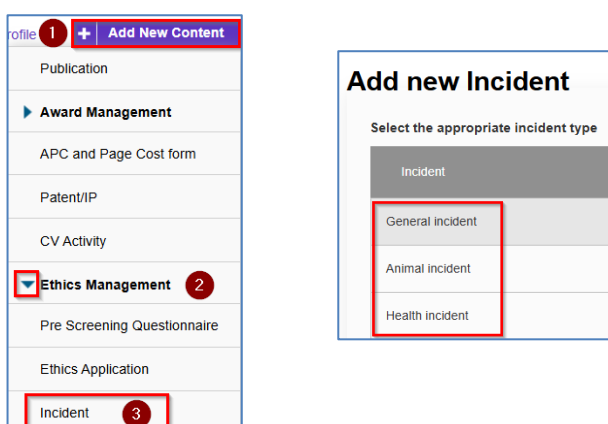 rofile 1 + Add New Content
Publication
Award Management
APC and Page Cost form
Patent/IP
CV Activity
Ethics Management 2
Pre Screening Questionnaire
Ethics Application
Incident 3
Add new Incident
Select the appropriate incident type
Incident
General incident
Animal incident
Health incident